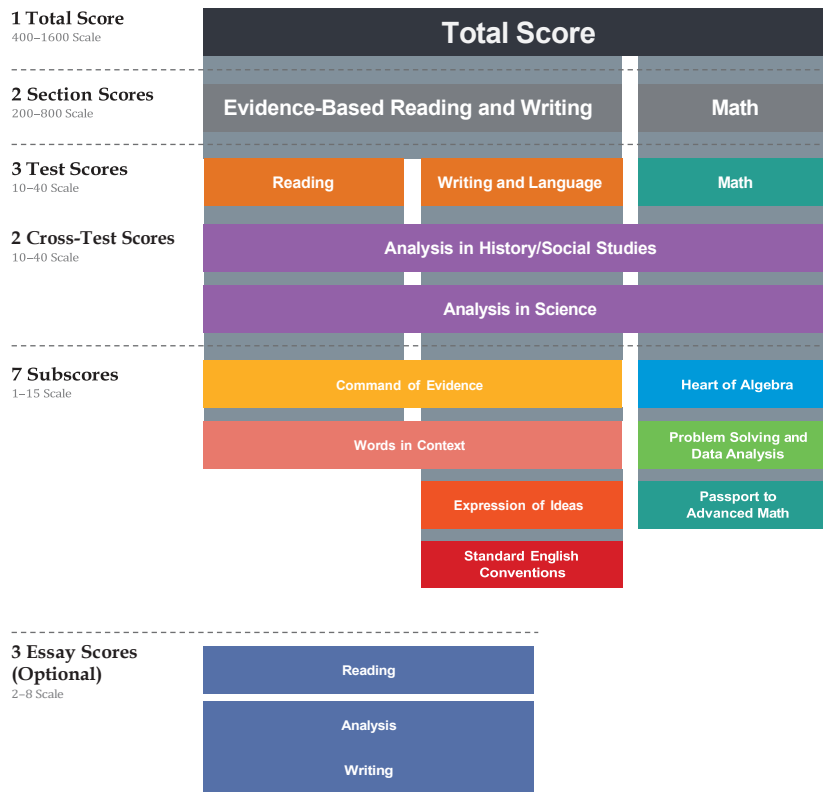 1 Total Score
400–1600 Scale
Total Score
2 Section Scores
200–800 Scale
Evidence-Based Reading and Writing
Math
3 Test Scores
10–40 Scale
Reading
Writing and Language
Math
2 Cross-Test Scores
10–40 Scale
Analysis in History/Social Studies
Analysis in Science
7 Subscores
1–15 Scale
Command of Evidence
Heart of Algebra
Words in Context
Problem Solving and
Data Analysis
Expression of Ideas
Passport to
Advanced Math
Standard English
Conventions
3 Essay Scores
(Optional)
2–8 Scale
Reading
Analysis
Writing